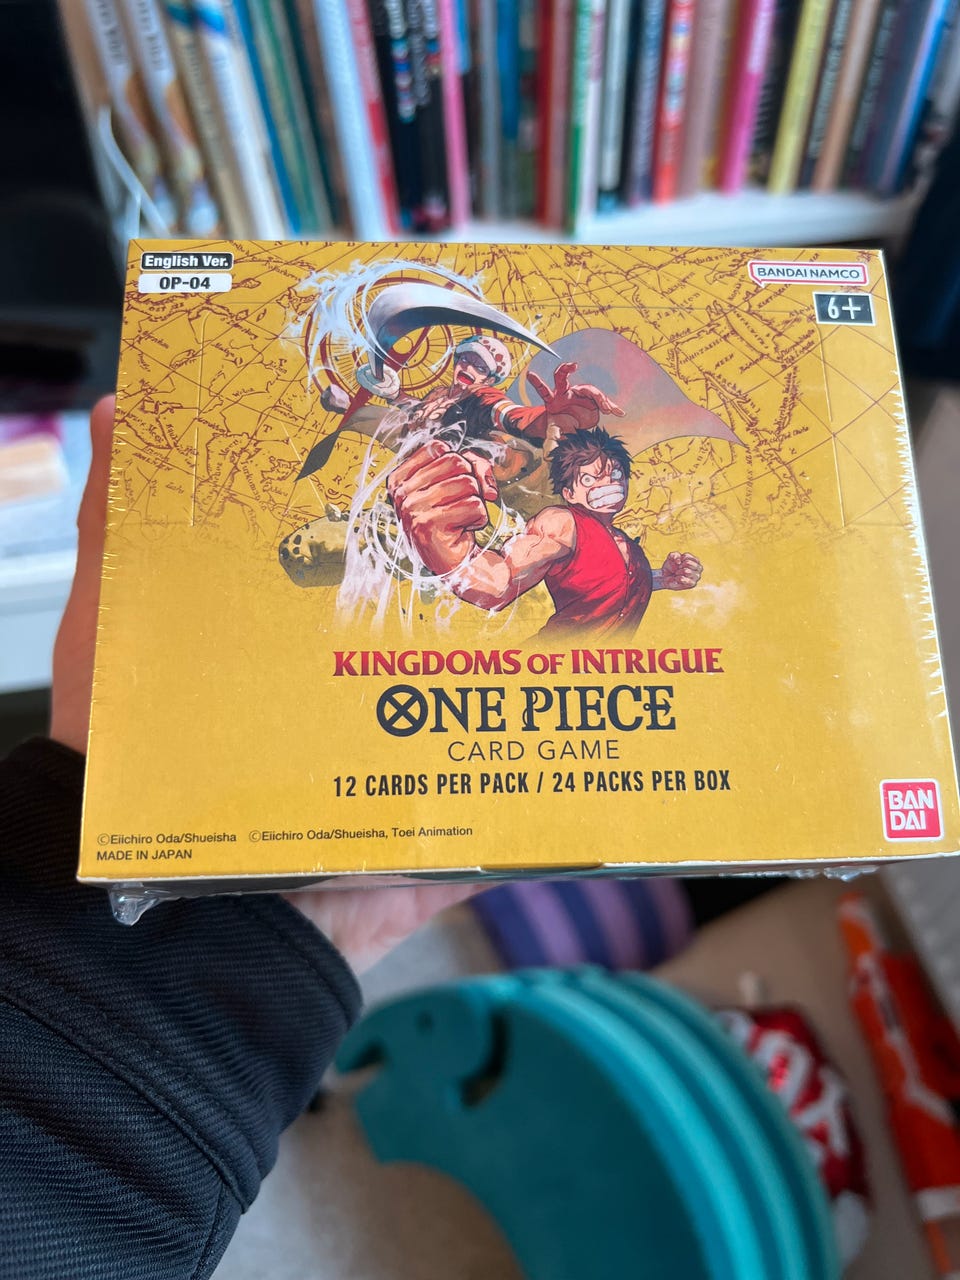 English Ver.
OP-04
BANDAI NAMCO
6+
KINGDOMS OF INTRIGUE
ONE PIECE
CARD GAME
12 CARDS PER PACK / 24 PACKS PER BOX
BAN
DAI
©Eiichiro Oda/Shueisha ©Eiichiro Oda/Shueisha, Toei Animation
MADE IN JAPAN